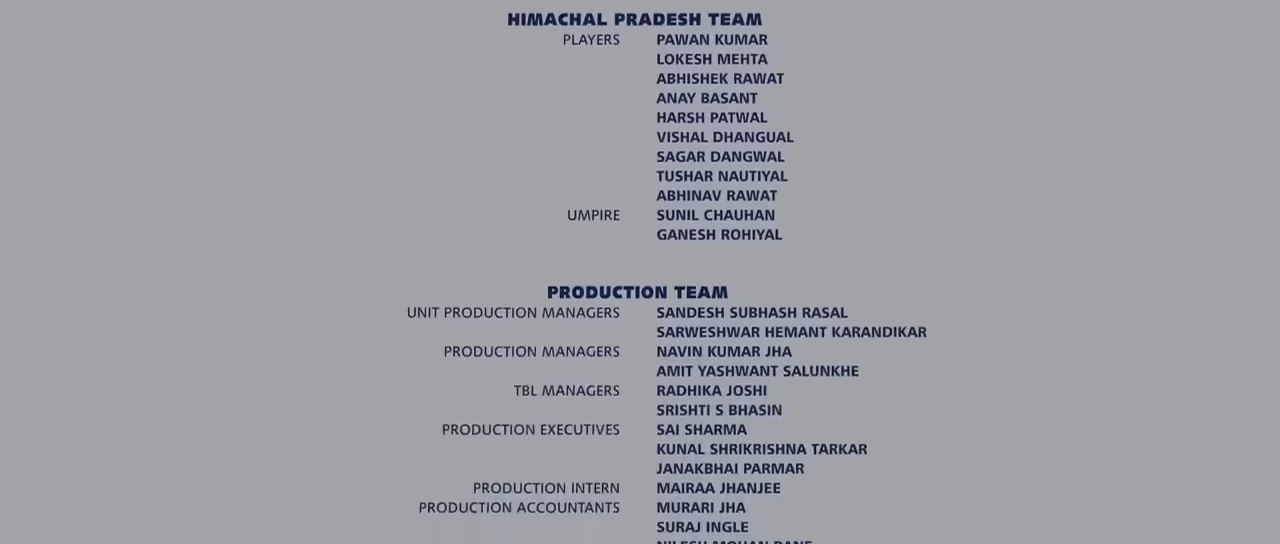 HIMACHAL PRADESH TEAM
PLAYERS PAWAN KUMAR
LOKESH MEHTA
ABHISHEK RAWAT
ANAY BASANT
HARSH PATWAL
VISHAL DHANGUAL
SAGAR DANGWAL
TUSHAR NAUTIYAL
ABHINAV RAWAT
UMPIRE SUNIL CHAUHAN
GANESH ROHIYAL
PRODUCTION TEAM
UNIT PRODUCTION MANAGERS SANDESH SUBHASH RASAL
SARWESHWAR HEMANT KARANDIKAR
PRODUCTION MANAGERS NAVIN KUMAR JHA
AMIT YASHWANT SALUNKHE
TBL MANAGERS RADHIKA JOSHI
SRISHTI S BHASIN
PRODUCTION EXECUTIVES SAI SHARMA
KUNAL SHRIKRISHNA TARKAR
JANAKBHAI PARMAR
PRODUCTION INTERN MAIRAA JHANJEE
PRODUCTION ACCOUNTANTS MURARI JHA
SURAJ INGLE